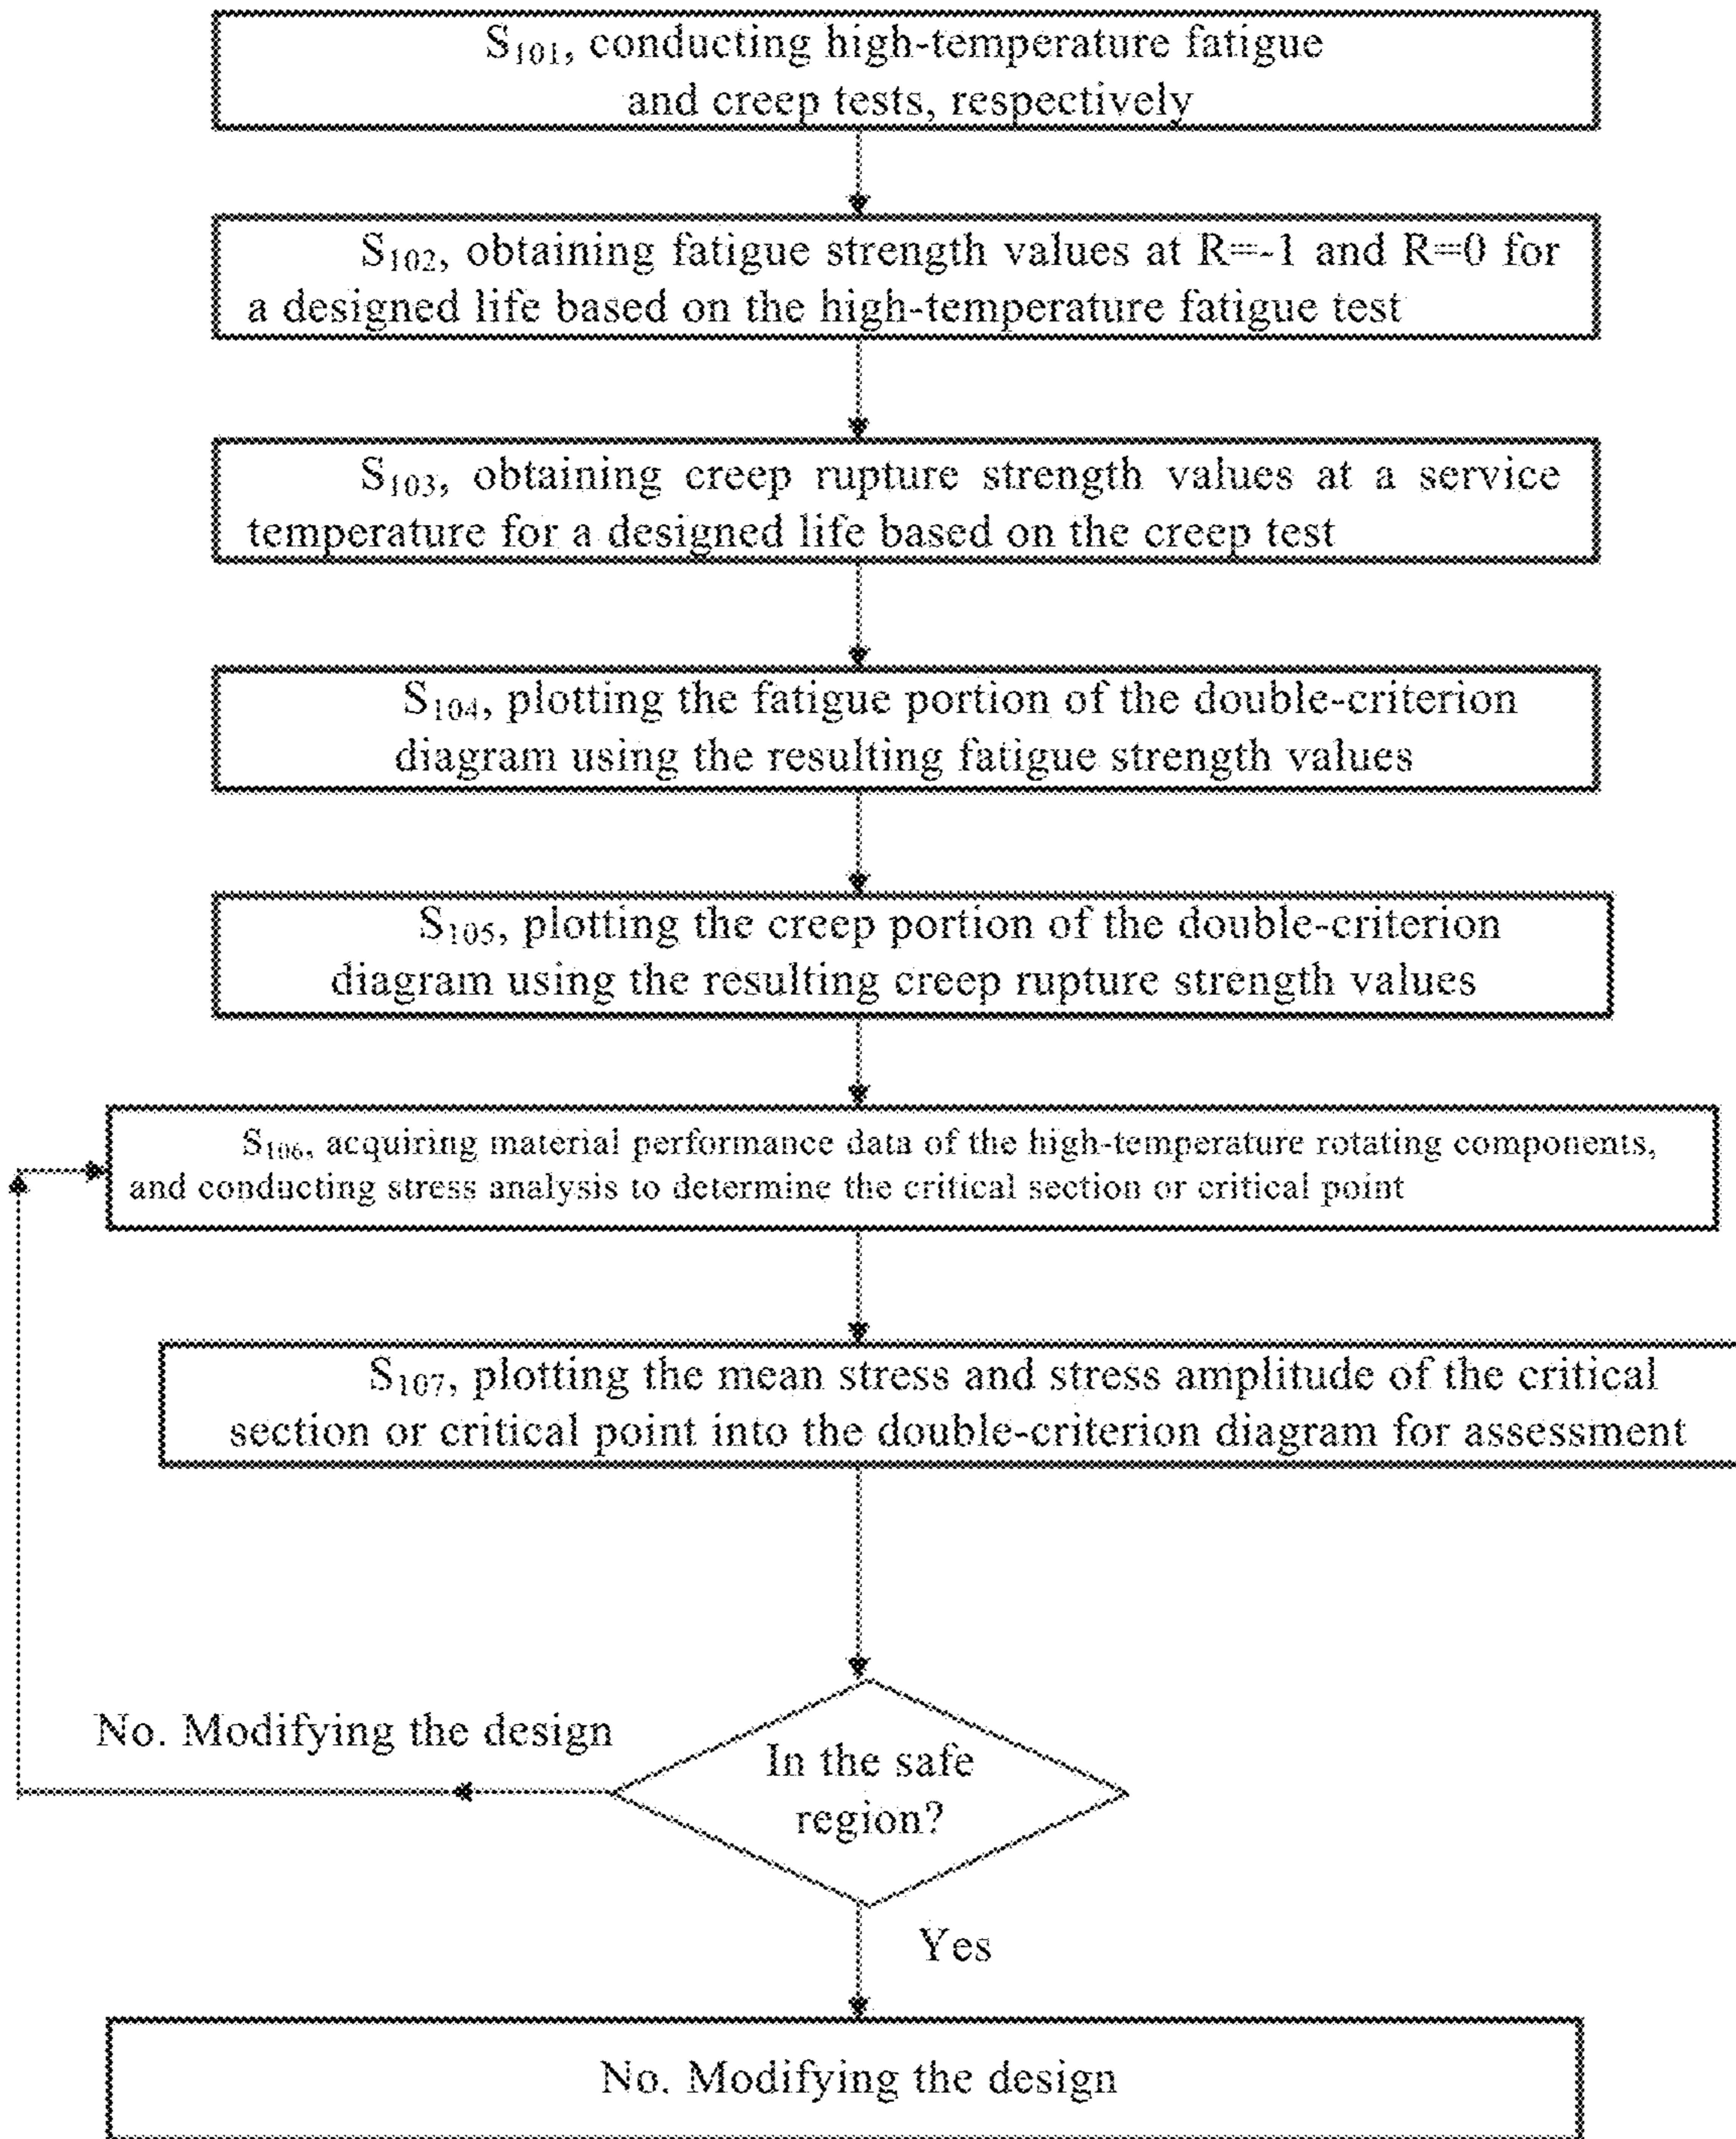 S101, conducting high-temperature fatigue
and creep tests, respectively
S102, obtaining fatigue strength values at R=-1 and R=0 for
a designed life based on the high-temperature fatigue test
S103, obtaining creep rupture strength values at a service
temperature for a designed life based on the creep test
S104, plotting the fatigue portion of the double-criterion
diagram using the resulting fatigue strength values
S105, plotting the creep portion of the double-criterion
diagram using the resulting creep rupture strength values
S106, acquiring material performance data of the high-temperature rotating components,
and conducting stress analysis to determine the critical section or critical point
S107, plotting the mean stress and stress amplitude of the critical
section or critical point into the double-criterion diagram for assessment
No. Modifying the design
In the safe
region?
Yes
No. Modifying the design